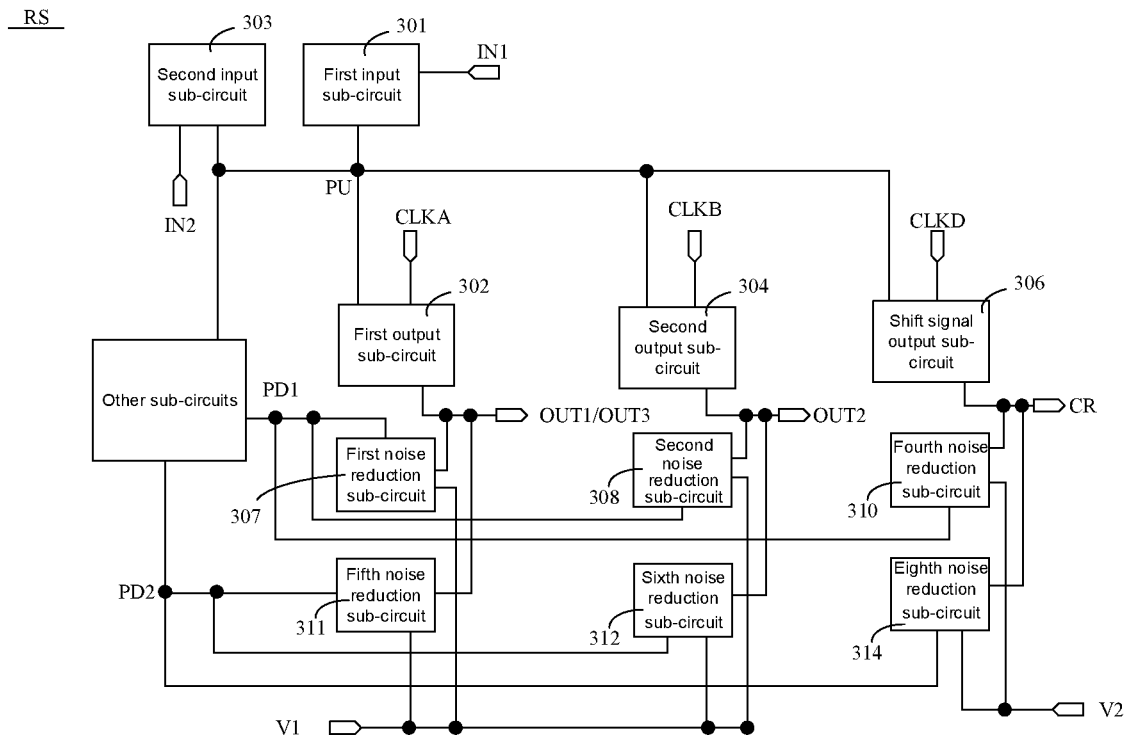 RS
303
301
Second input
sub-circuit
First input
sub-circuit
IN1
PU
IN2
CLKA
CLKB
CLKD
302
304
306
First output
sub-circuit
Second
output sub-
circuit
Shift signal
output sub-
circuit
Other sub-circuits
PD1
OUT1/OUT3
OUT2
CR
First noise
reduction
sub-circuit
307
Second
noise
reduction
sub-circuit
308
Fourth noise
reduction
sub-circuit
310
PD2
Fifth noise
reduction
sub-circuit
311
Sixth noise
reduction
sub-circuit
312
Eighth noise
reduction
sub-circuit
314
V1
V2